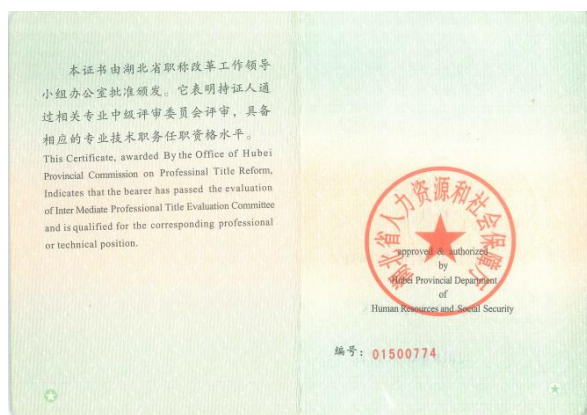 本证书由湖北省职称改革工作领导
小组办公室批准颁发。它表明持证人通
过相关专业中级评审委员会评审，具备
相应的专业技术职务任职资格水平。
This Certificate, awarded By the Office of Hubei
Provincial Commission on Professinal Title Reform,
Indicates that the bearer has passed the evaluation
of Inter Mediate Professional Title Evaluation Committee
and is qualified for the corresponding professional
or technical position.
湖北省人力资源和社会保障厅
approved & authorized
by
Hubei Provincial Department
of
Human Resources and Social Security
编号：01500774